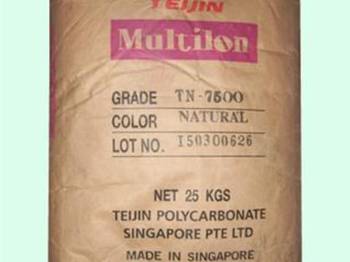 TEIJIN
Multilon
GRADE TN-7500
COLOR NATURAL
LOT NO. I50300626
NET 25 KGS
TEIJIN POLYCARBONATE
SINGAPORE PTE LTD
MADE IN SINGAPORE